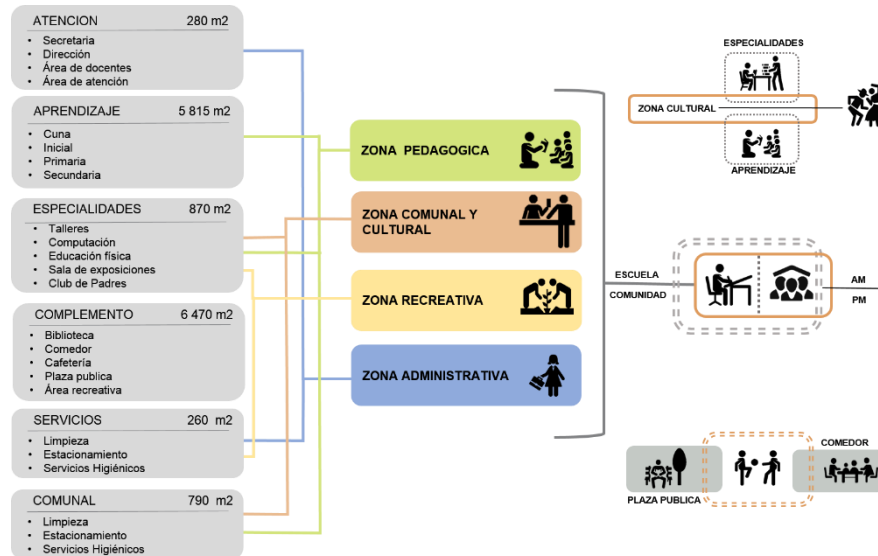 ATENCION 280 m2
• Secretaria
• Dirección
• Área de docentes
• Área de atención
APRENDIZAJE 5 815 m2
• Cuna
• Inicial
• Primaria
• Secundaria
ESPECIALIDADES 870 m2
• Talleres
• Computación
• Educación física
• Sala de exposiciones
• Club de Padres
COMPLEMENTO 6 470 m2
• Biblioteca
• Comedor
• Cafetería
• Plaza publica
• Área recreativa
SERVICIOS 260 m2
• Limpieza
• Estacionamiento
• Servicios Higiénicos
COMUNAL 790 m2
• Limpieza
• Estacionamiento
• Servicios Higiénicos
ZONA PEDAGOGICA
ZONA COMUNAL Y
CULTURAL
ZONA RECREATIVA
ZONA ADMINISTRATIVA
ESPECIALIDADES
ZONA CULTURAL
APRENDIZAJE
ESCUELA
COMUNIDAD
AM
PM
COMEDOR
PLAZA PUBLICA